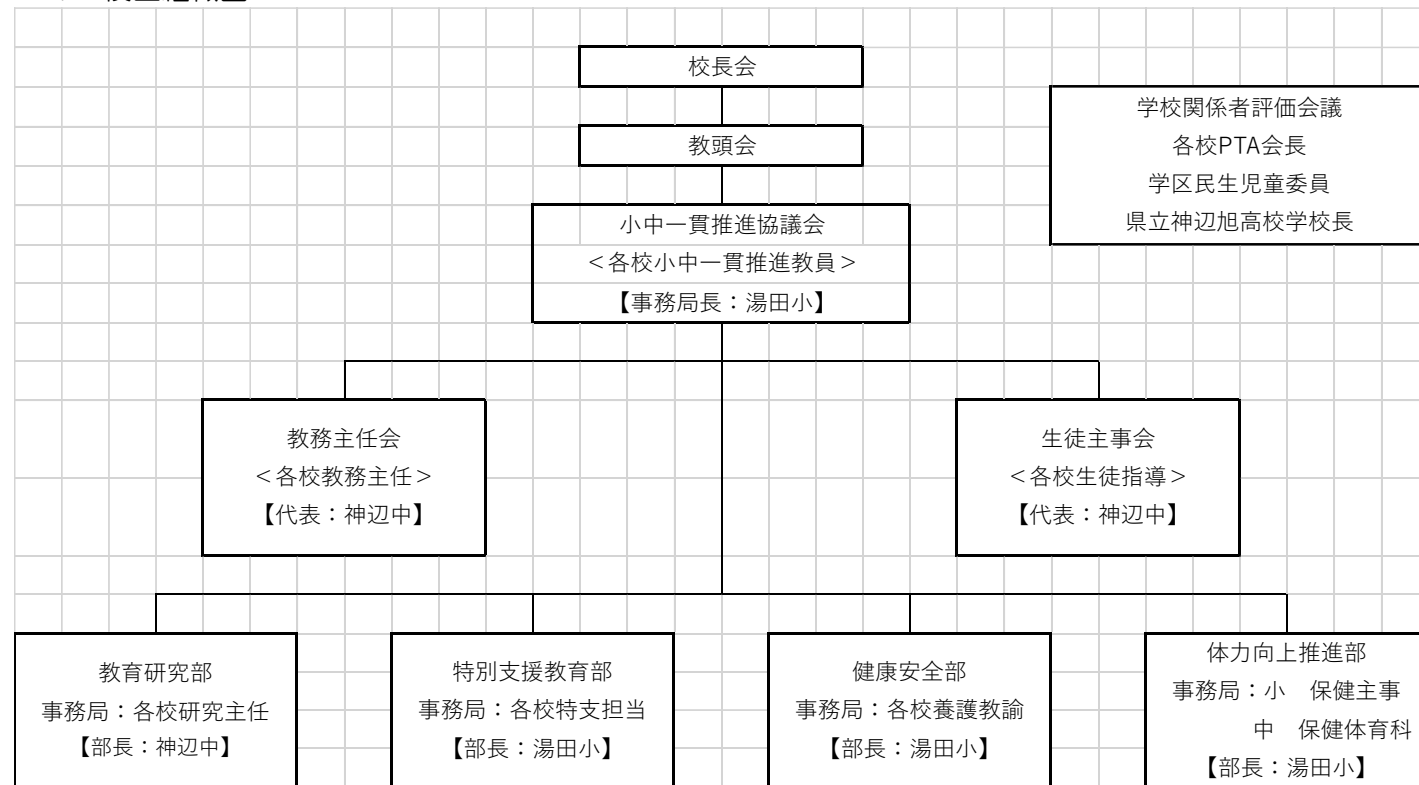 校長会
教頭会
学校関係者評価会議
各校PTA会長
学区民生児童委員
県立神辺旭高校学校長
小中一貫推進協議会
＜各校小中一貫推進教員＞
【事務局長：湯田小】
教務主任会
＜各校教務主任＞
【代表：神辺中】
生徒主事会
＜各校生徒指導＞
【代表：神辺中】
教育研究部
事務局：各校研究主任
【部長：神辺中】
特別支援教育部
事務局：各校特支担当
【部長：湯田小】
健康安全部
事務局：各校養護教諭
【部長：湯田小】
体力向上推進部
事務局：小　保健主事
中　保健体育科
【部長：湯田小】